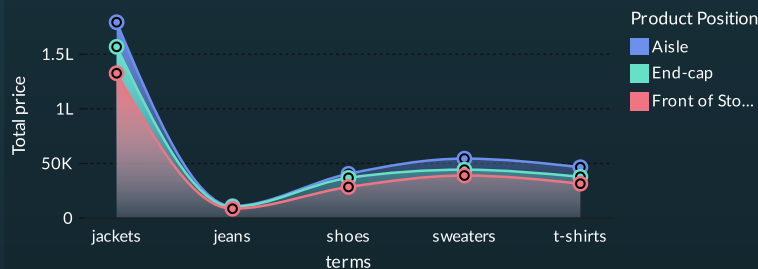 Product Position
Aisle
End-cap
Front of Sto...
Total price
1.5L
1L
50K
0
jackets jeans shoes sweaters t-shirts
terms